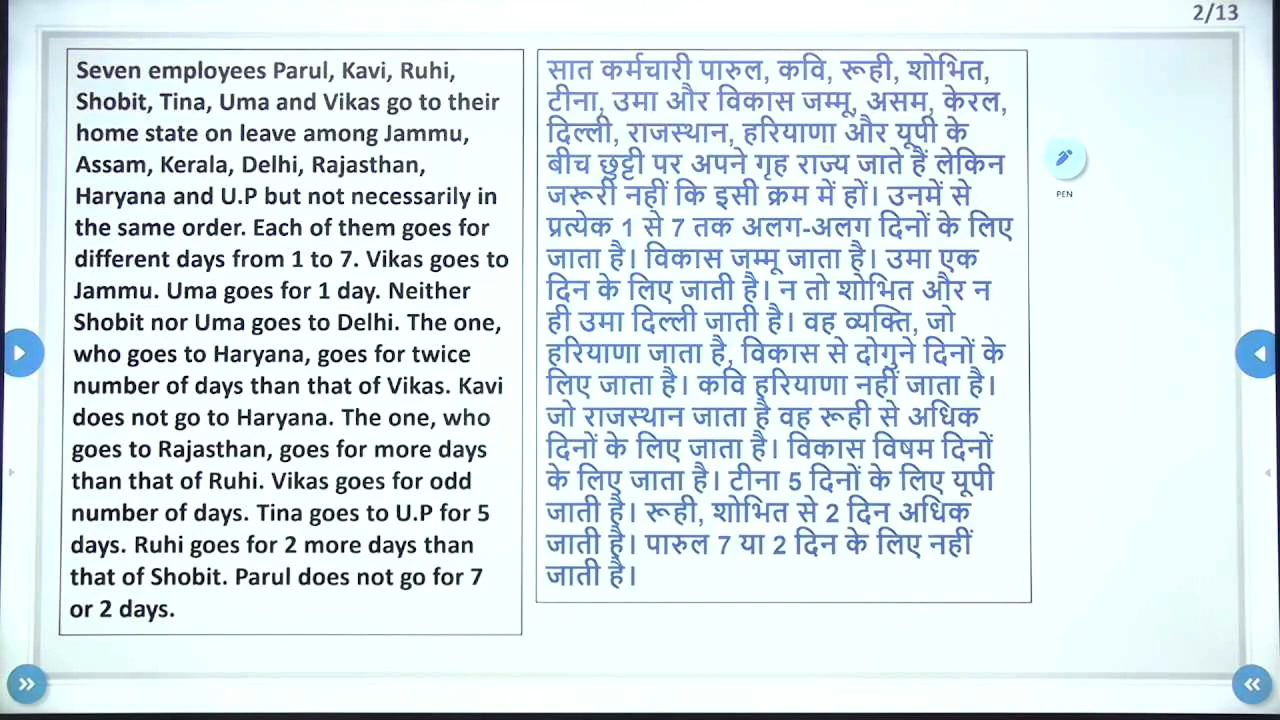 2/13
Seven employees Parul, Kavi, Ruhi,
Shobit, Tina, Uma and Vikas go to their
home state on leave among Jammu,
Assam, Kerala, Delhi, Rajasthan,
Haryana and U.P but not necessarily in
the same order. Each of them goes for
different days from 1 to 7. Vikas goes to
Jammu. Uma goes for 1 day. Neither
Shobit nor Uma goes to Delhi. The one,
who goes to Haryana, goes for twice
number of days than that of Vikas. Kavi
does not go to Haryana. The one, who
goes to Rajasthan, goes for more days
than that of Ruhi. Vikas goes for odd
number of days. Tina goes to U.P for 5
days. Ruhi goes for 2 more days than
that of Shobit. Parul does not go for 7
or 2 days.
सात कर्मचारी पारुल, कवि, रूही, शोभित,
टीना, उमा और विकास जम्मू, असम, केरल,
दिल्ली, राजस्थान, हरियाणा और यूपी के
बीच छुट्टी पर अपने गृह राज्य जाते हैं लेकिन
जरूरी नहीं कि इसी क्रम में हों। उनमें से
प्रत्येक 1 से 7 तक अलग-अलग दिनों के लिए
जाता है। विकास जम्मू जाता है। उमा एक
दिन के लिए जाती है। न तो शोभित और न
ही उमा दिल्ली जाती है। वह व्यक्ति, जो
हरियाणा जाता है, विकास से दोगुने दिनों के
लिए जाता है। कवि हरियाणा नहीं जाता है।
जो राजस्थान जाता है वह रूही से अधिक
दिनों के लिए जाता है। विकास विषम दिनों
के लिए जाता है। टीना 5 दिनों के लिए यूपी
जाती है। रूही, शोभित से 2 दिन अधिक
जाती है। पारुल 7 या 2 दिन के लिए नहीं
जाती है।
PEN